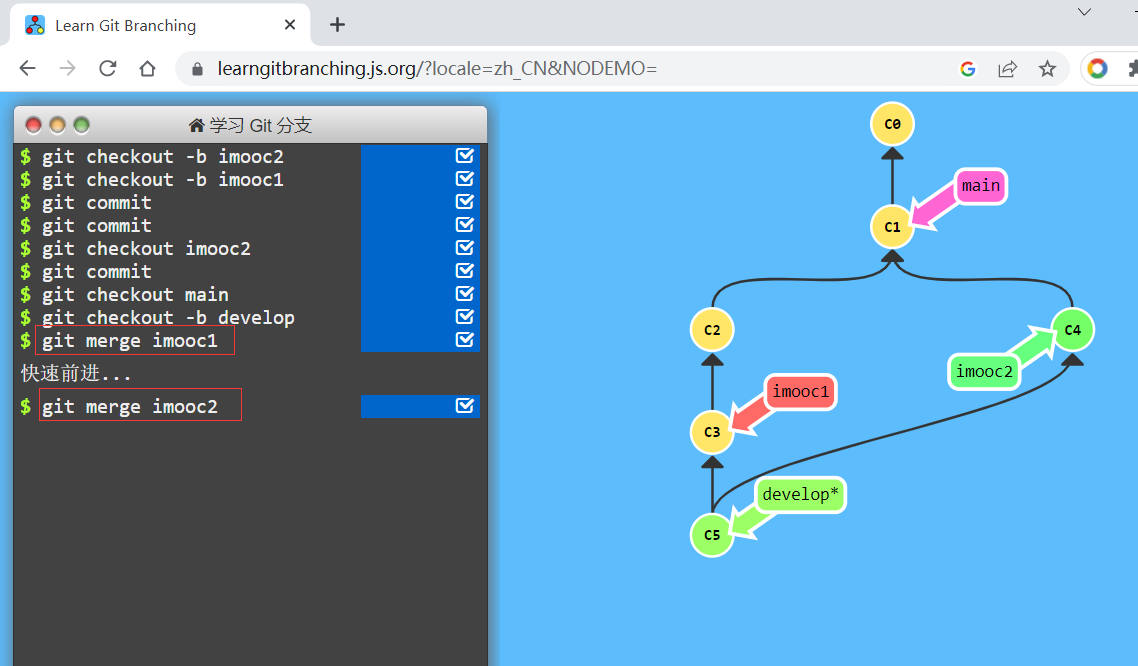 Learn Git Branching
learngitbranching.js.org/?locale=zh_CN&NODEMO=
学习 Git 分支
$ git checkout -b imooc2
$ git checkout -b imooc1
$ git commit
$ git commit
$ git checkout imooc2
$ git commit
$ git checkout main
$ git checkout -b develop
$ git merge imooc1
快速前进...
$ git merge imooc2
C0
main
C1
C2
C4
imooc2
imooc1
C3
develop*
C5